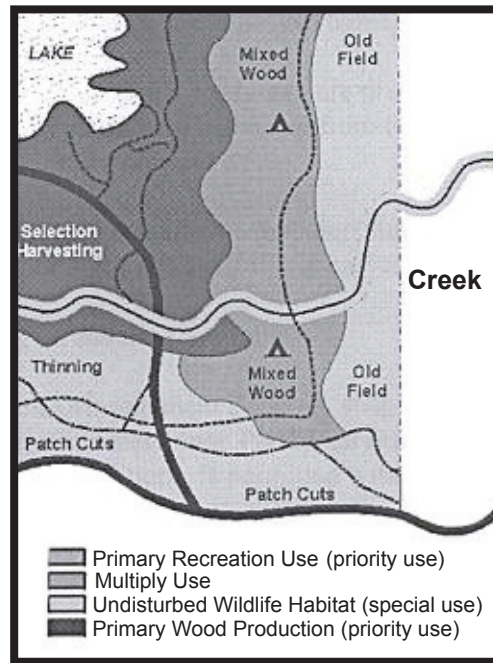 LAKE
Mixed
Wood
Old
Field
Selection
Harvesting
Creek
Thinning
Mixed
Wood
Old
Field
Patch Cuts
Patch Cuts
Primary Recreation Use (priority use)
Multiply Use
Undisturbed Wildlife Habitat (special use)
Primary Wood Production (priority use)